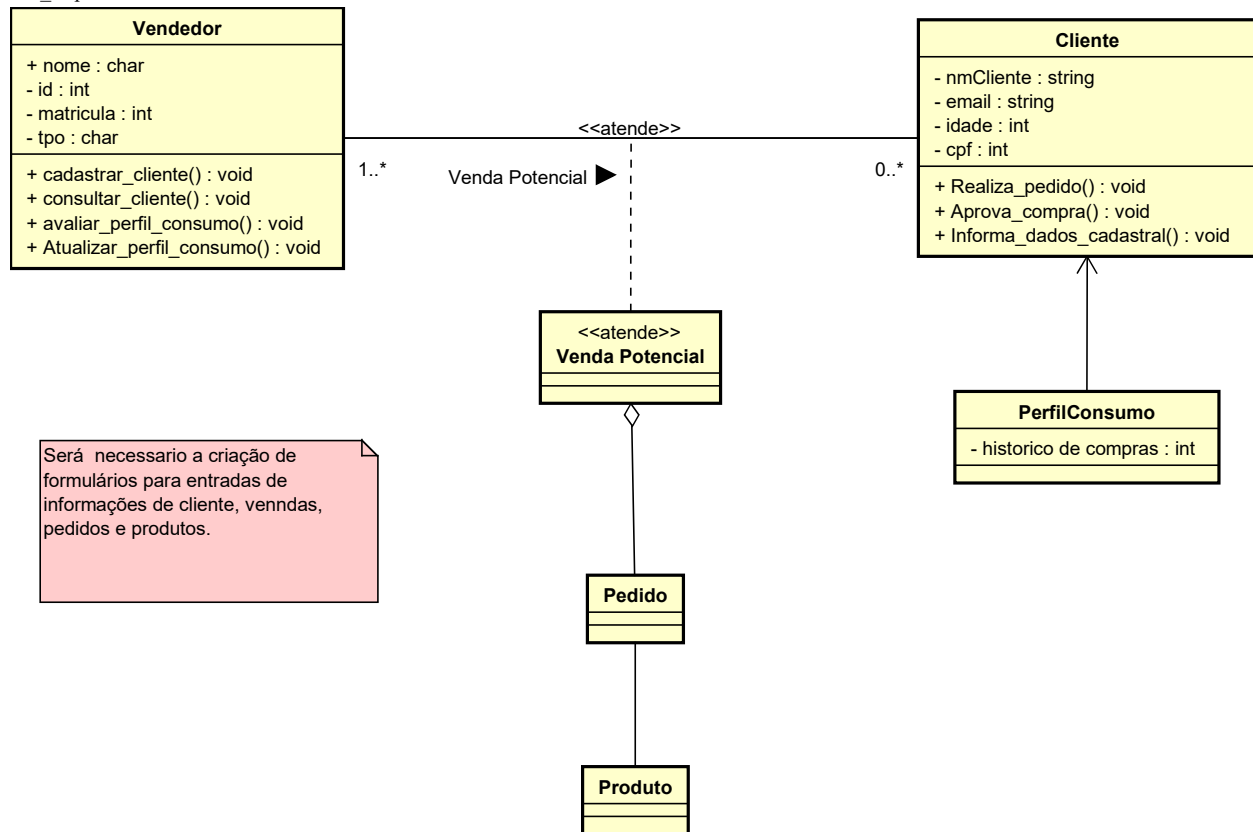 Vendedor
+ nome : char
- id : int
- matricula : int
- tpo : char
+ cadastrar_cliente() : void
+ consultar_cliente() : void
+ avaliar_perfil_consumo() : void
+ Atualizar_perfil_consumo() : void
<<atende>>
1..*
Venda Potencial
0..*
Cliente
- nmCliente : string
- email : string
- idade : int
- cpf : int
+ Realiza_pedido() : void
+ Aprova_compra() : void
+ Informa_dados_cadastral() : void
<<atende>>
Venda Potencial
PerfilConsumo
- historico de compras : int
Será  necessario a criação de
formulários para entradas de
informações de cliente, venndas,
pedidos e produtos.
Pedido
Produto